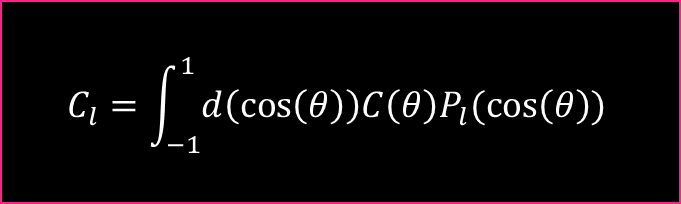 C_l = ∫_{-1}^{1} d(cos(θ))C(θ)P_l(cos(θ))